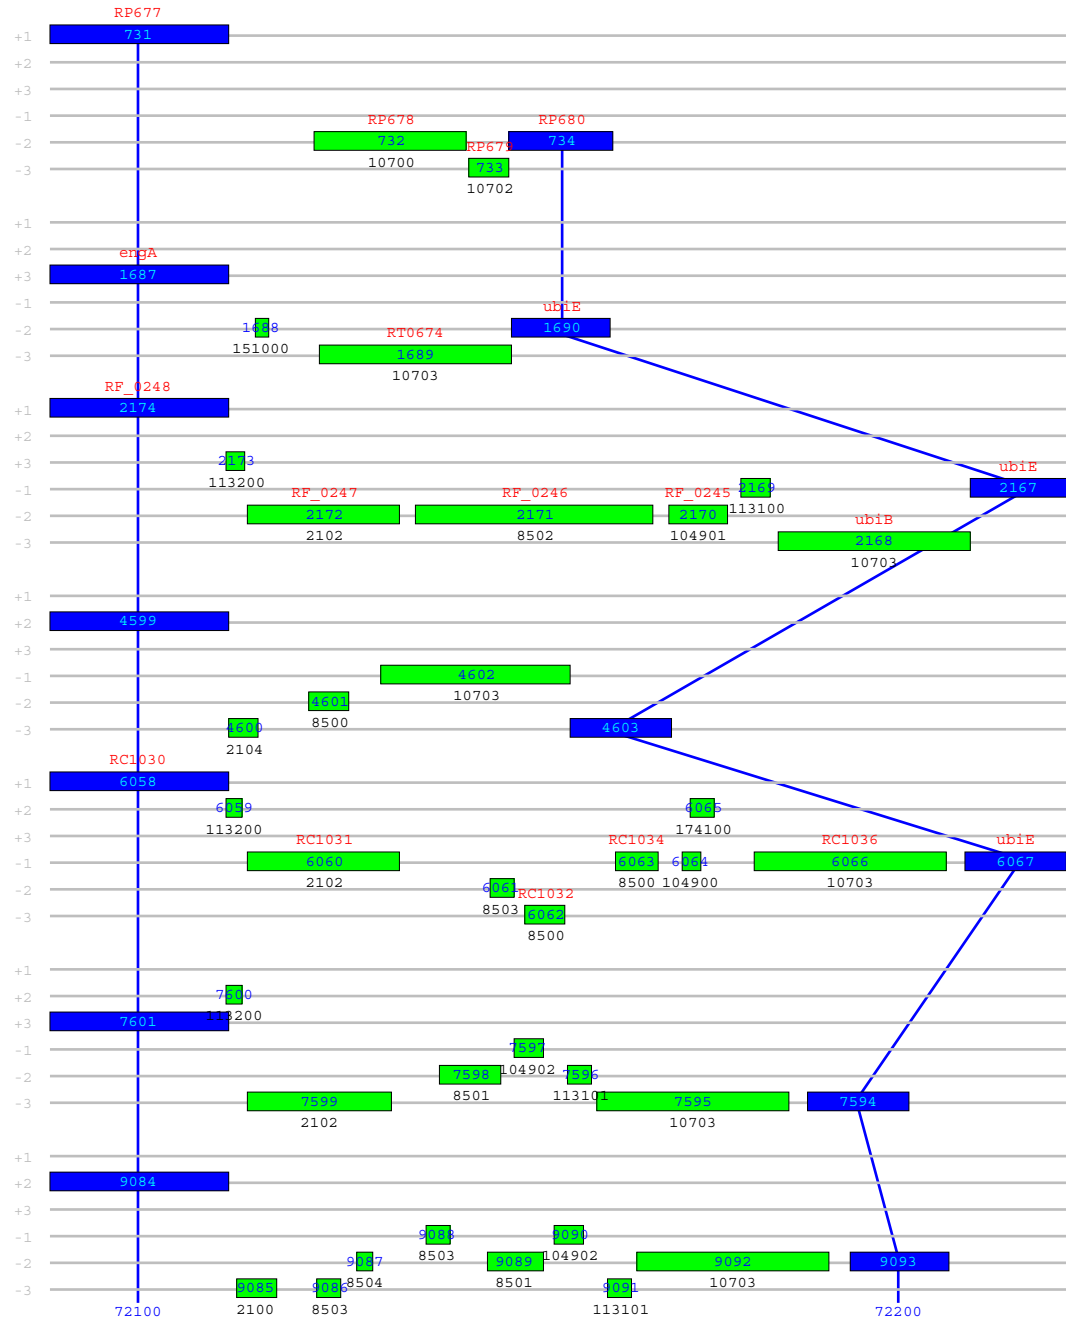 RP677
+1 731
+2
+3
-1
RP678 RP680
-2 732 734
10700 RP679
-3 733
10702
+1
+2
engA
+3 1687
-1
ubiE
-2 1688 1690
151000 RT0674
-3 1689
10703
RF_0248
+1 2174
+2
+3 2173
113200 ubiE
-1 2169 2167
RF_0247 RF_0246 RF_0245 113100
-2 2172 2171 2170
2102 8502 104901 ubiB
-3 2168
10703
+1
+2 4599
+3
-1 4602
10703
-2 4601
8500
-3 4600 4603
2104
RC1030
+1 6058
+2 6059 6065
113200 174100
+3
RC1031 RC1034 RC1036 ubiE
-1 6060 6063 6064 6066 6067
2102 8500 104900 10703
-2 6061
8503 RC1032
-3 6062
8500
+1
+2 7600
113200
+3 7601
-1 7597
104902
-2 7598 7596
8501 113101
-3 7599 7595 7594
2102 10703
+1
+2 9084
+3
-1 9088 9090
8503 104902
-2 9087 9089 9092 9093
8504 8501 10703
-3 9085 9086 9091
2100 8503 113101
72100 72200